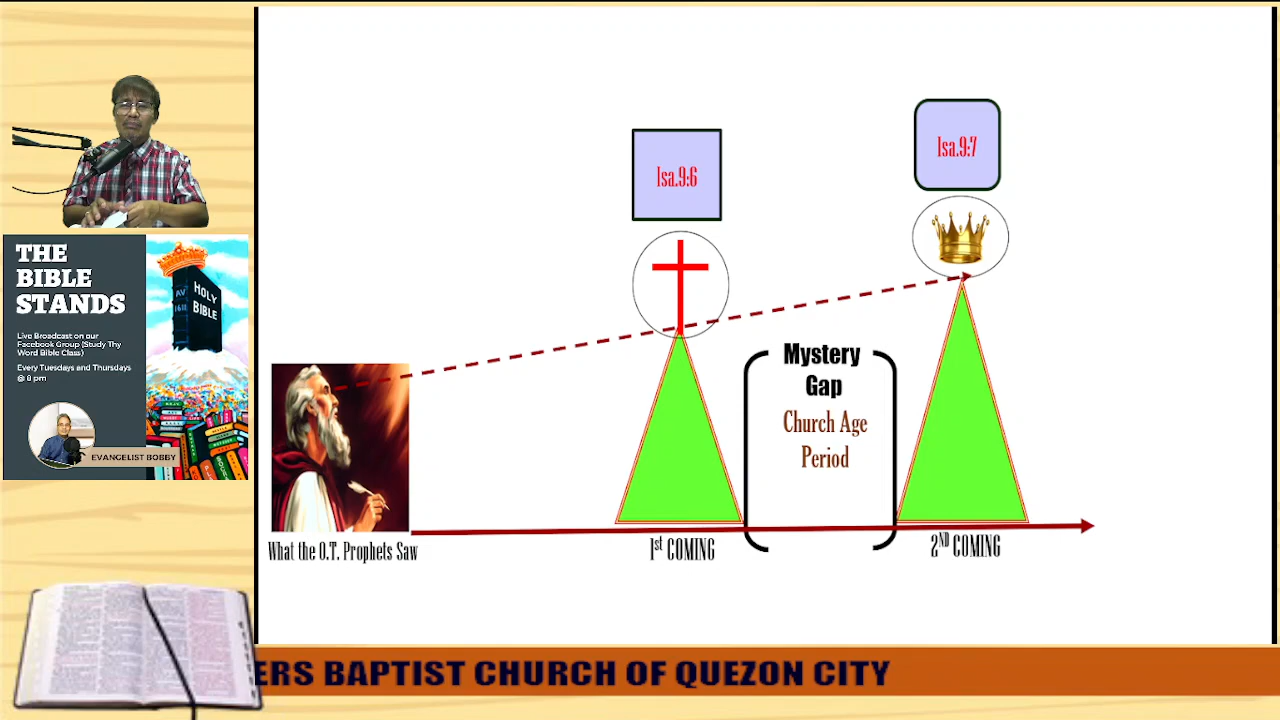 THE
BIBLE
STANDS
Live Broadcast on our
Facebook Group (Study Thy
Word Bible Class)
Every Tuesdays and Thursdays
@ 8 pm
EVANGELIST BOBBY
AV
1611
HOLY
BIBLE
Isa.9:6
Isa.9:7
Mystery
Gap
Church Age
Period
What the O.T. Prophets Saw
1st COMING
2ND COMING
ERS BAPTIST CHURCH OF QUEZON CITY